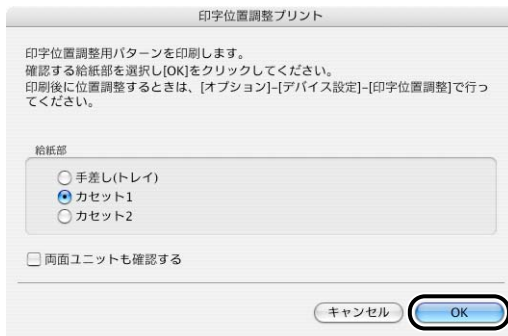 印字位置調整プリント
印字位置調整用パターンを印刷します。
確認する給紙部を選択し[OK]をクリックしてください。
印刷後に位置調整するときは、[オプション]–[デバイス設定]–[印字位置調整]で行っ
てください。
給紙部
手差し(トレイ)
カセット1
カセット2
両面ユニットも確認する
キャンセル OK